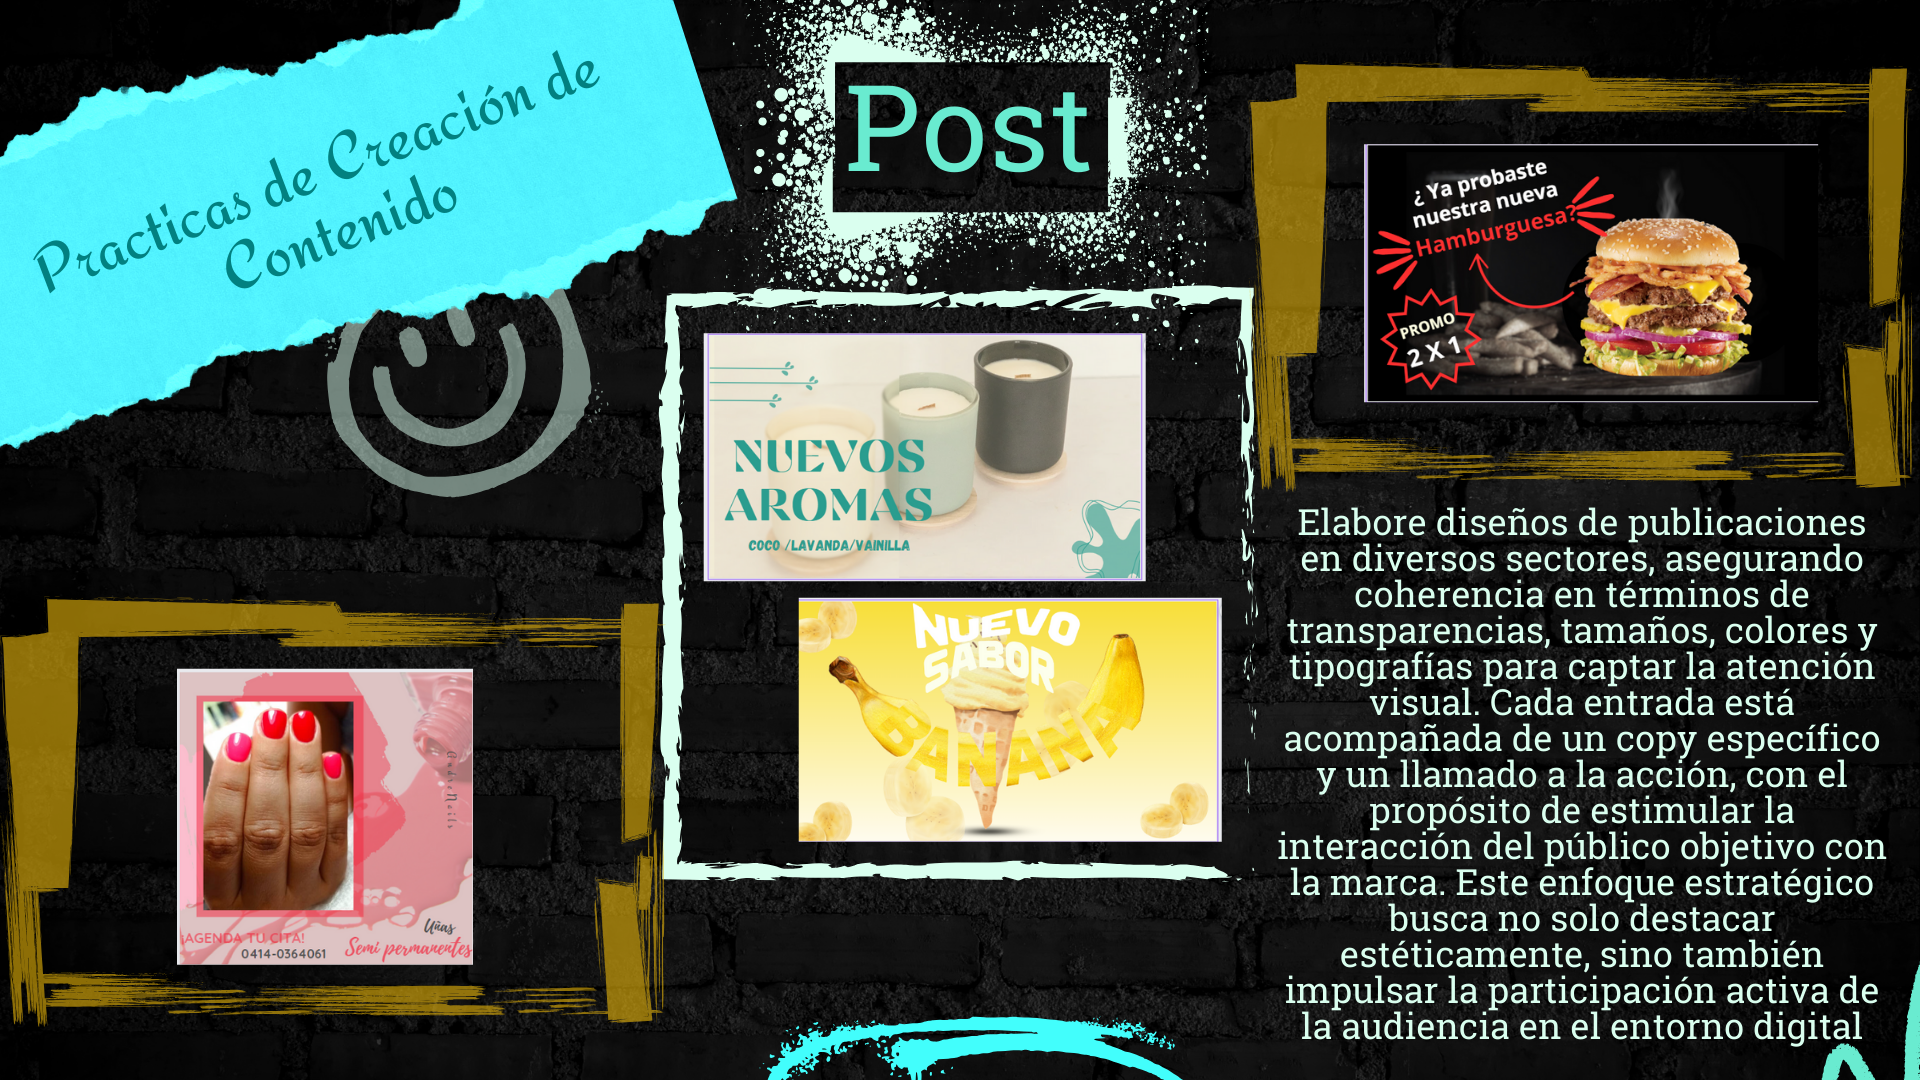 Practicas de Creación de
Contenido
Post
¿ Ya probaste
nuestra nueva
Hamburguesa?
PROMO
2 X 1
NUEVOS
AROMAS
COCO /LAVANDA/VAINILLA
NUEVO
SABOR
BANANA
Uñas
¡AGENDA TU CITA!
Semi permanentes
0414-0364061
Elabore diseños de publicaciones
en diversos sectores, asegurando
coherencia en términos de
transparencias, tamaños, colores y
tipografías para captar la atención
visual. Cada entrada está
acompañada de un copy específico
y un llamado a la acción, con el
propósito de estimular la
interacción del público objetivo con
la marca. Este enfoque estratégico
busca no solo destacar
estéticamente, sino también
impulsar la participación activa de
la audiencia en el entorno digital